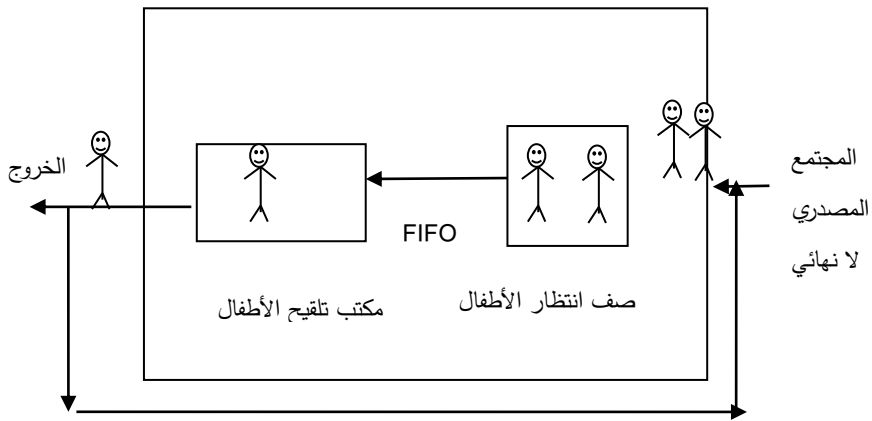 المجتمع
المصدري
لا نهائي
الخروج
FIFO
صف انتظار الأطفال
مكتب تلقيح الأطفال